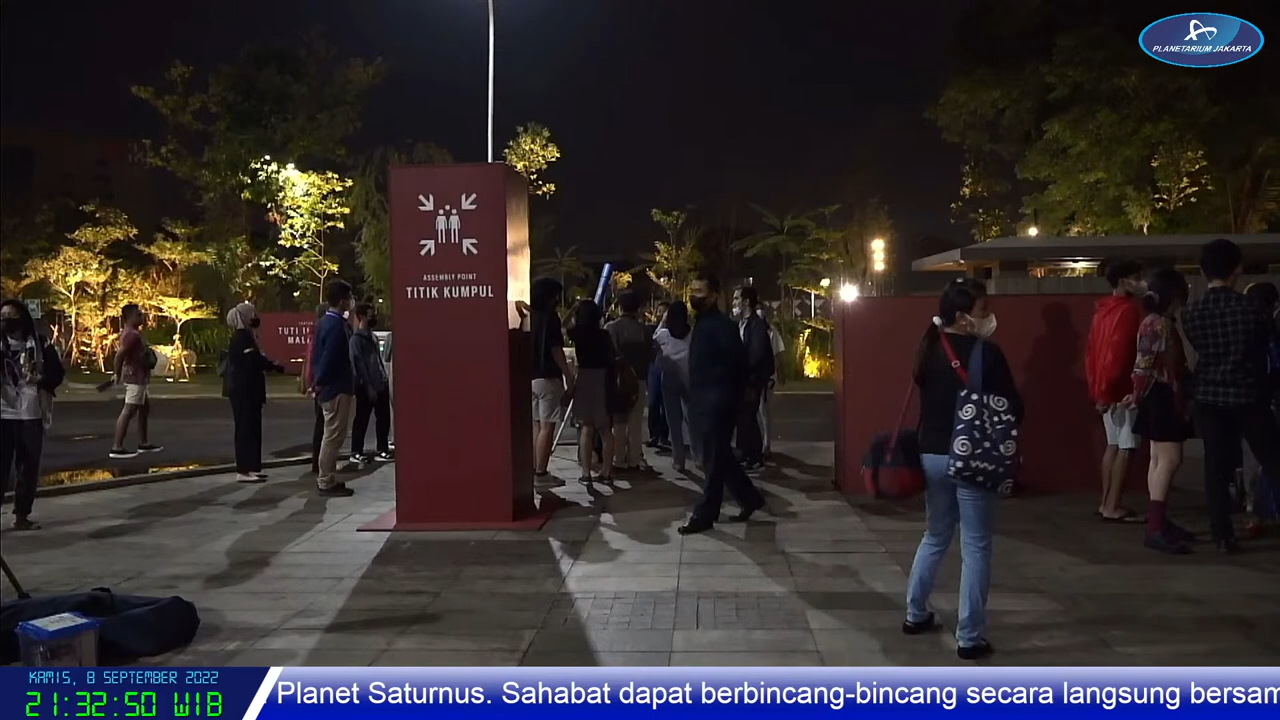 PLANETARIUM JAKARTA
ASSEMBLY POINT
TITIK KUMPUL
KAMIS, 8 SEPTEMBER 2022
21:32:50 WIB
Planet Saturnus. Sahabat dapat berbincang-bincang secara langsung bersam